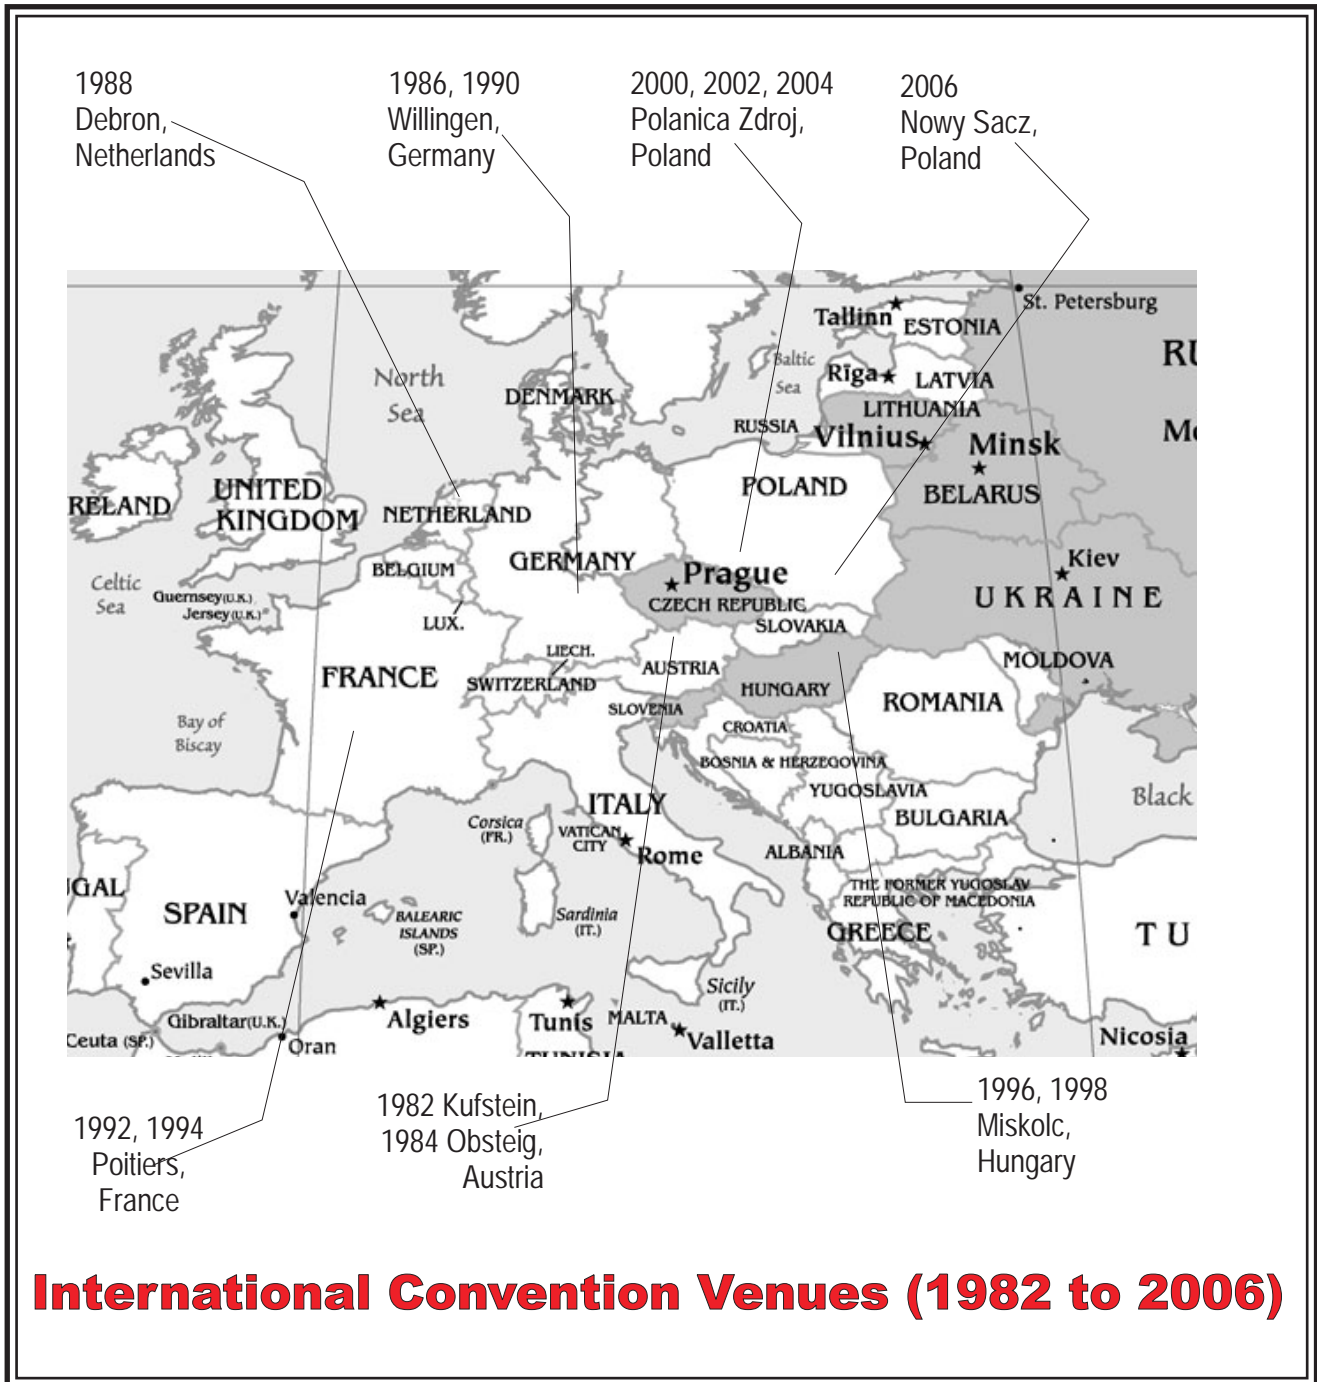 1988
Debron,
Netherlands
1986, 1990
Willingen,
Germany
2000, 2002, 2004
Polanica Zdroj,
Poland
2006
Nowy Sacz,
Poland
St. Petersburg
Tallinn
ESTONIA
RU
Baltic
Sea
Rīga
LATVIA
North
Sea
DENMARK
LITHUANIA
RUSSIA
Vilnius
Minsk
Mo
POLAND
BELARUS
UNITED
KINGDOM
RELAND
NETHERLAND
GERMANY
BELGIUM
Prague
Kiev
UKRAINE
Celtic
Sea
Guernsey(U.K.)
Jersey(U.K.)
CZECH REPUBLIC
SLOVAKIA
LUX.
LIECH.
AUSTRIA
MOLDOVA
FRANCE
SWITZERLAND
HUNGARY
ROMANIA
SLOVENIA
CROATIA
Bay of
Biscay
BOSNIA & HERZEGOVINA
YUGOSLAVIA
Black
ITALY
BULGARIA
Corsica
(FR.)
VATICAN
CITY
Rome
ALBANIA
UGAL
Valencia
THE FORMER YUGOSLAV
REPUBLIC OF MACEDONIA
SPAIN
BALEARIC
ISLANDS
(SP.)
Sardinia
(IT.)
GREECE
TU
Sevilla
Sicily
(IT.)
Gibraltar(U.K.)
Algiers
Tunis
MALTA
Valletta
Nicosia
Ceuta (SP.)
Oran
TUNISIA
1992, 1994
Poitiers,
France
1982 Kufstein,
1984 Obsteig,
Austria
1996, 1998
Miskolc,
Hungary
International Convention Venues (1982 to 2006)